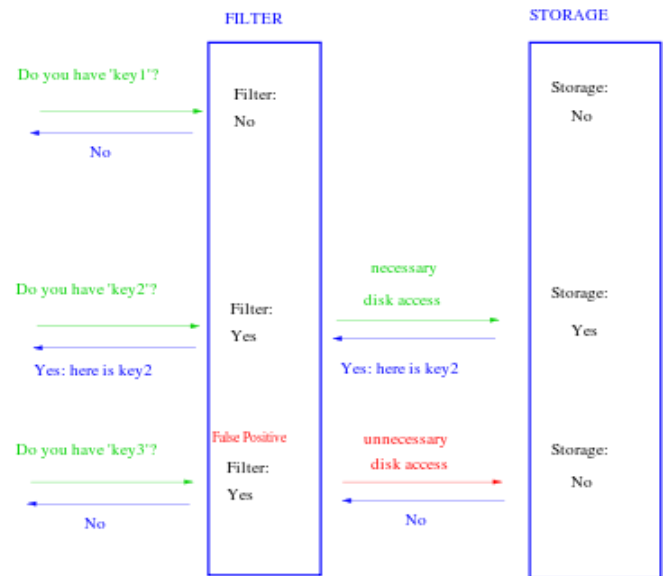 FILTER
STORAGE
Do you have 'key1'?
Filter:
No
Storage:
No
No
Do you have 'key2'?
Filter:
Yes
necessary
disk access
Storage:
Yes
Yes: here is key2
Yes: here is key2
Do you have 'key3'?
False Positive
Filter:
Yes
unnecessary
disk access
Storage:
No
No
No